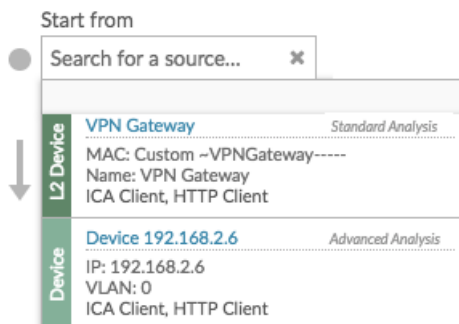 Start from
Search for a source... ×
VPN Gateway Standard Analysis
L2 Device
MAC: Custom ~VPNGateway-----
Name: VPN Gateway
ICA Client, HTTP Client
Device 192.168.2.6 Advanced Analysis
Device
IP: 192.168.2.6
VLAN: 0
ICA Client, HTTP Client